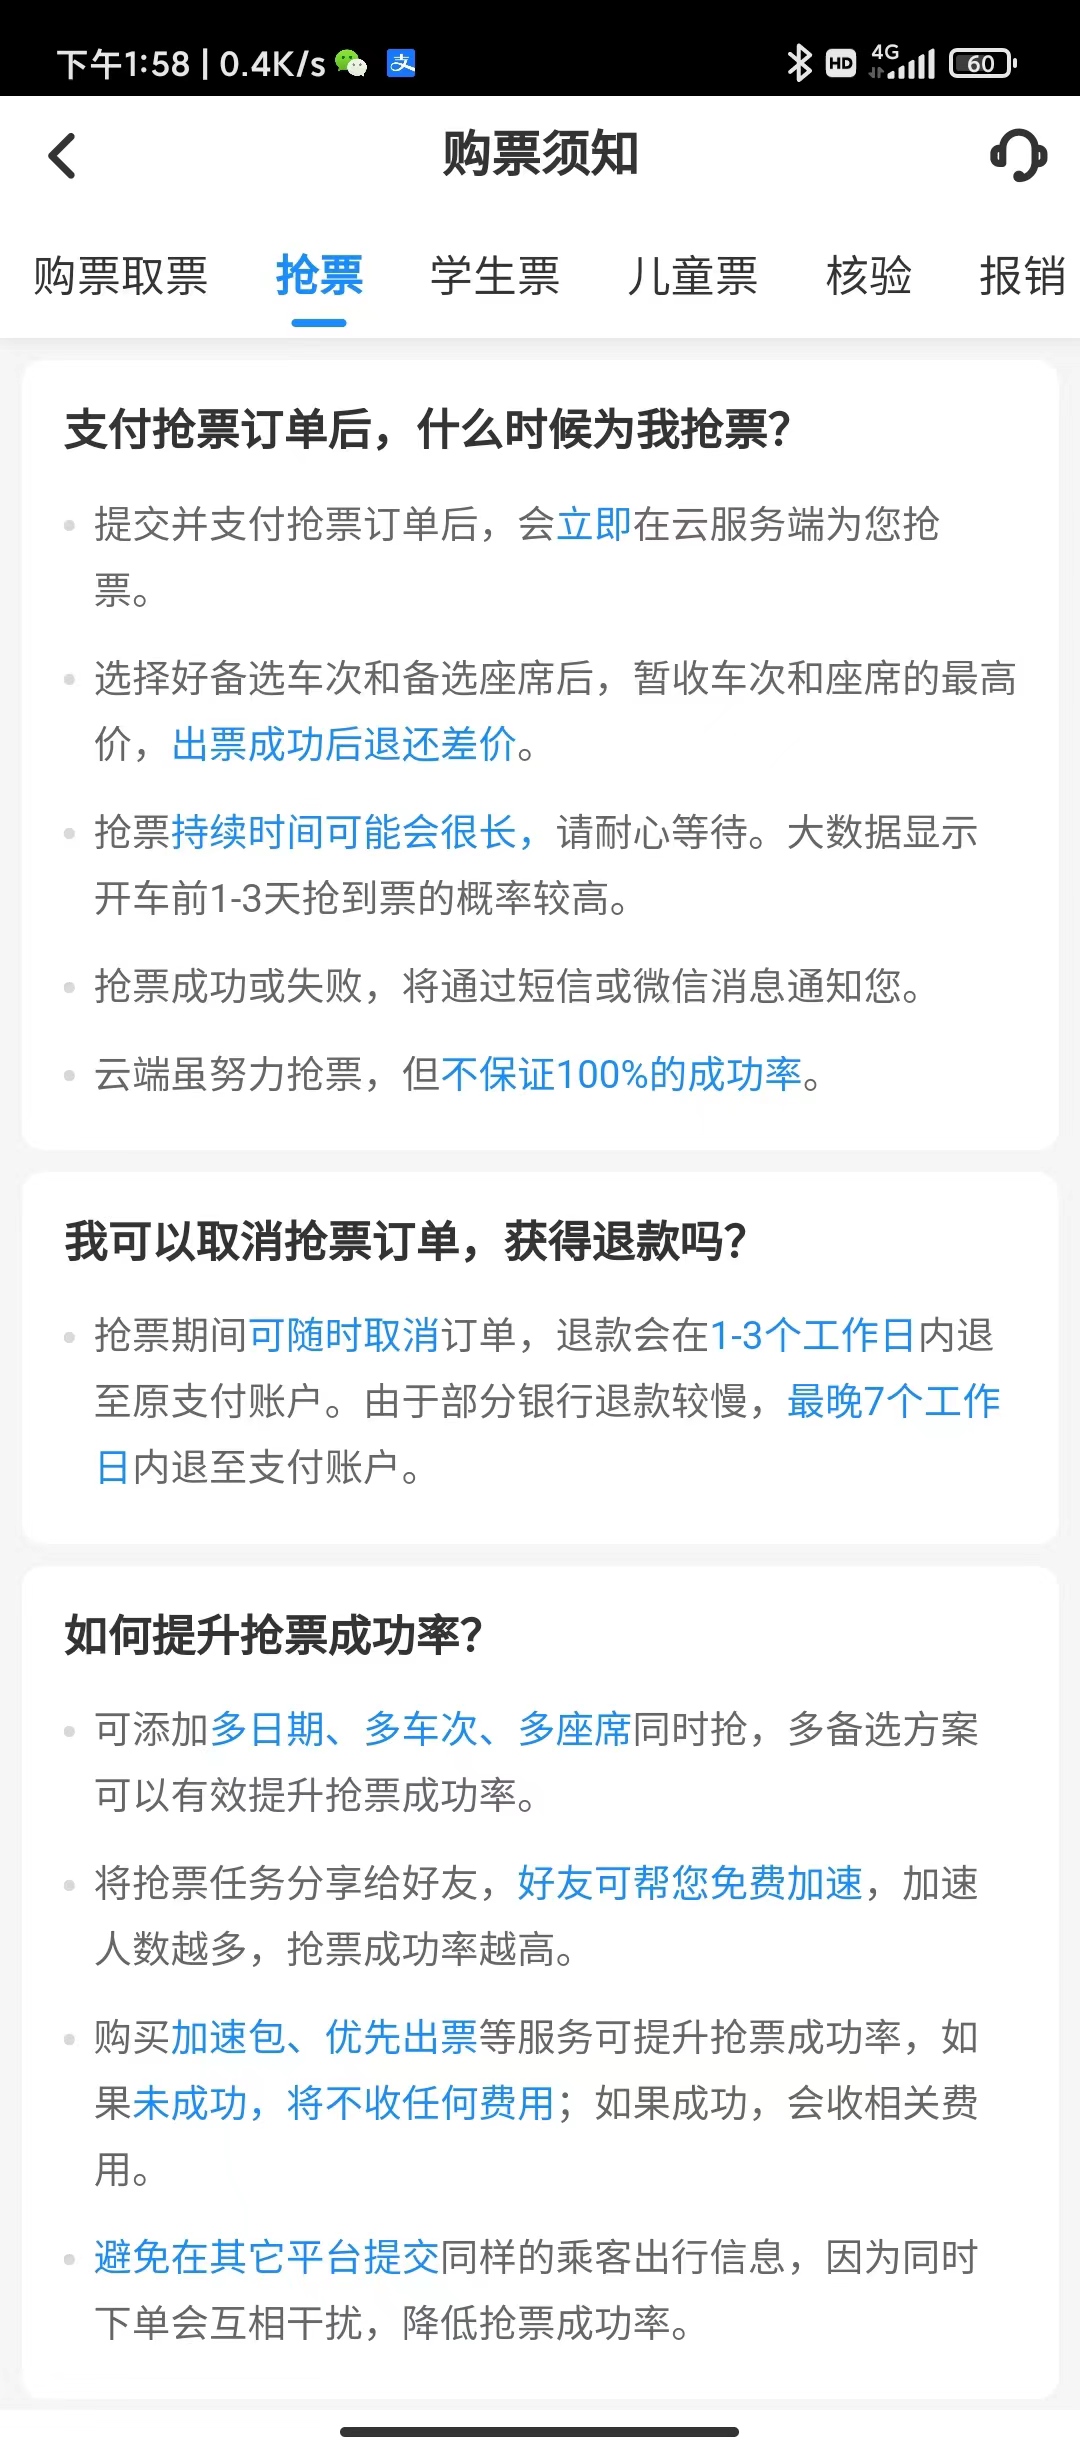 下午1:58 | 0.4K/s 支 HD 4G 60
购票须知
购票取票 抢票 学生票 儿童票 核验 报销
支付抢票订单后，什么时候为我抢票？
提交并支付抢票订单后，会立即在云服务端为您抢
票。
选择好备选车次和备选座席后，暂收车次和座席的最高
价，出票成功后退还差价。
抢票持续时间可能会很长，请耐心等待。大数据显示
开车前1-3天抢到票的概率较高。
抢票成功或失败，将通过短信或微信消息通知您。
云端虽努力抢票，但不保证100%的成功率。
我可以取消抢票订单，获得退款吗？
抢票期间可随时取消订单，退款会在1-3个工作日内退
至原支付账户。由于部分银行退款较慢，最晚7个工作
日内退至支付账户。
如何提升抢票成功率？
可添加多日期、多车次、多座席同时抢，多备选方案
可以有效提升抢票成功率。
将抢票任务分享给好友，好友可帮您免费加速，加速
人数越多，抢票成功率越高。
购买加速包、优先出票等服务可提升抢票成功率，如
果未成功，将不收任何费用；如果成功，会收相关费
用。
避免在其它平台提交同样的乘客出行信息，因为同时
下单会互相干扰，降低抢票成功率。